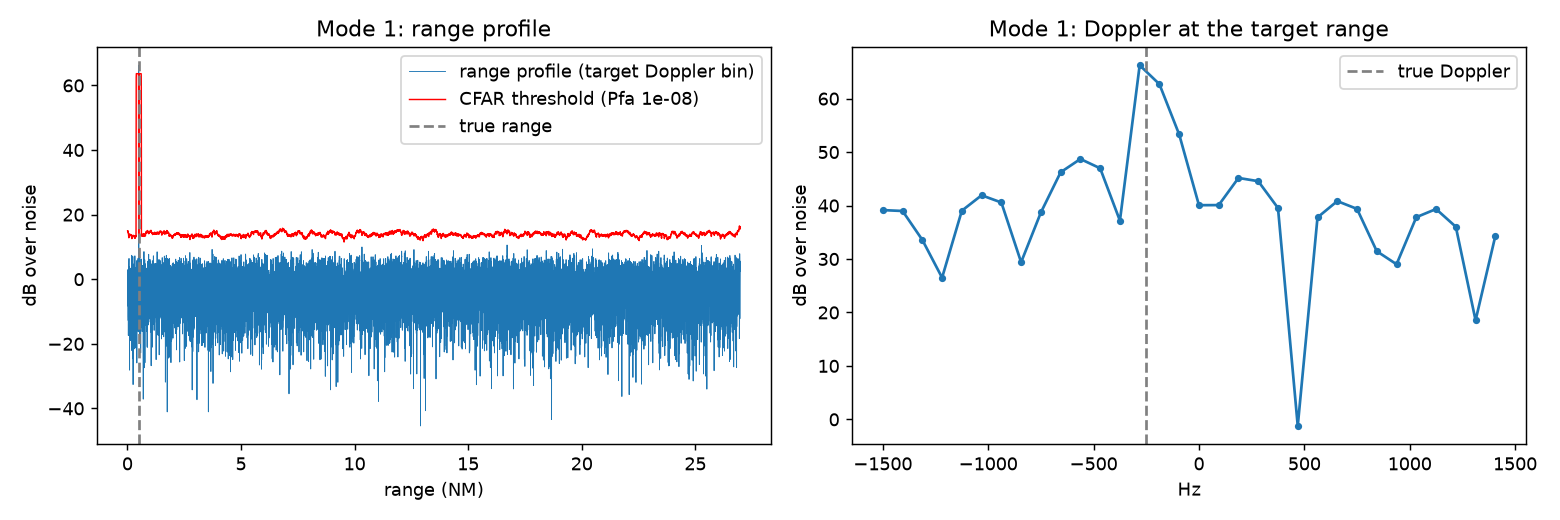 Mode 1: range profile
dB over noise
60
40
20
0
−20
−40
range profile (target Doppler bin)
CFAR threshold (Pfa 1e-08)
true range
0
5
10
15
20
25
range (NM)
Mode 1: Doppler at the target range
dB over noise
60
50
40
30
20
10
0
true Doppler
−1500
−1000
−500
0
500
1000
1500
Hz